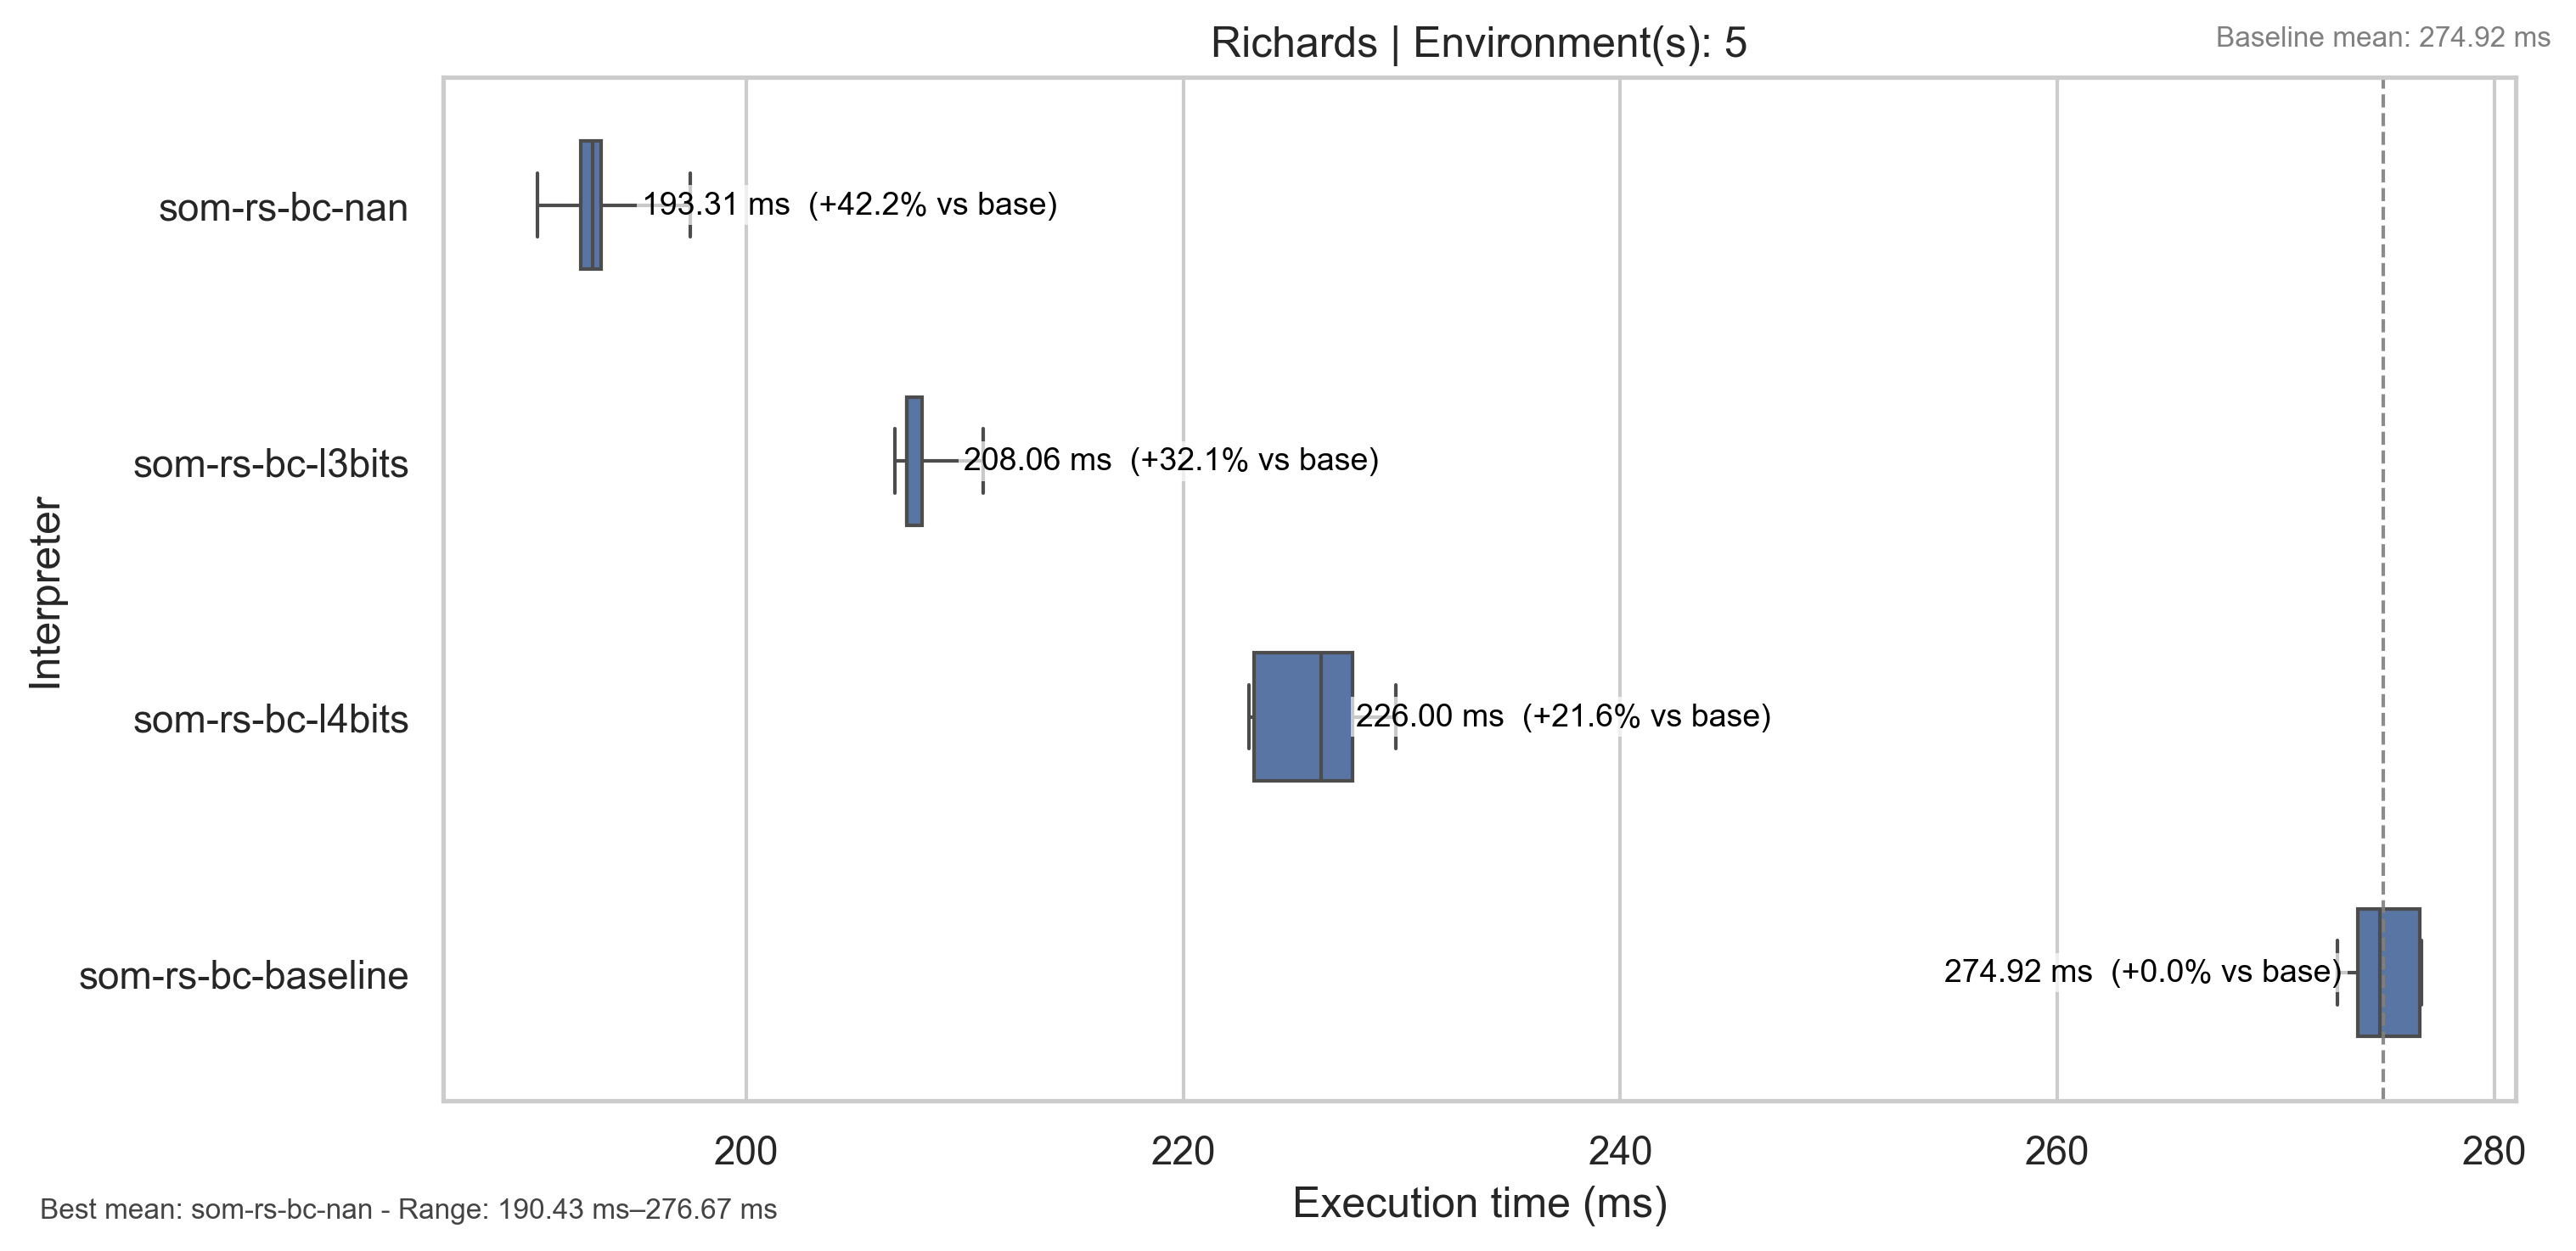 Richards | Environment(s): 5
Baseline mean: 274.92 ms
Interpreter
som-rs-bc-nan
193.31 ms  (+42.2% vs base)
som-rs-bc-l3bits
208.06 ms  (+32.1% vs base)
som-rs-bc-l4bits
226.00 ms  (+21.6% vs base)
som-rs-bc-baseline
274.92 ms  (+0.0% vs base)
200 220 240 260 280
Execution time (ms)
Best mean: som-rs-bc-nan - Range: 190.43 ms–276.67 ms